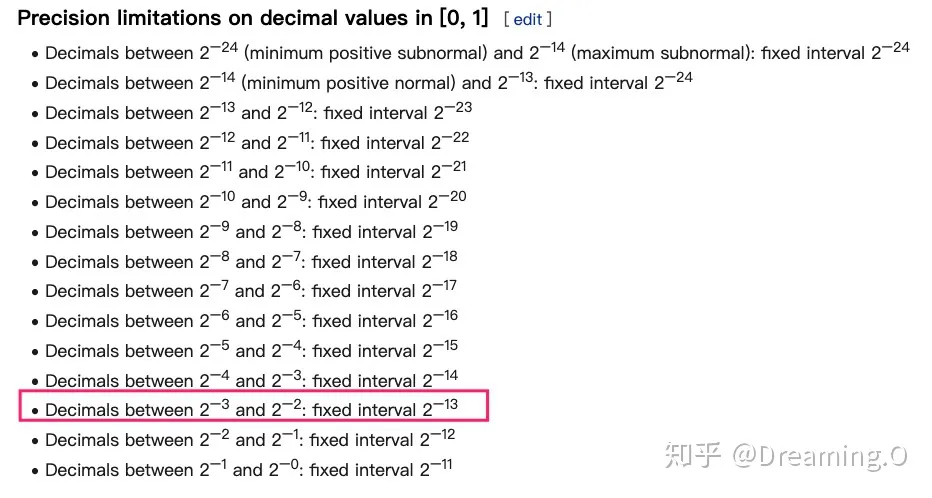 Precision limitations on decimal values in [0, 1] [ edit ]
• Decimals between 2⁻²⁴ (minimum positive subnormal) and 2⁻¹⁴ (maximum subnormal): fixed interval 2⁻²⁴
• Decimals between 2⁻¹⁴ (minimum positive normal) and 2⁻¹³: fixed interval 2⁻²⁴
• Decimals between 2⁻¹³ and 2⁻¹²: fixed interval 2⁻²³
• Decimals between 2⁻¹² and 2⁻¹¹: fixed interval 2⁻²²
• Decimals between 2⁻¹¹ and 2⁻¹⁰: fixed interval 2⁻²¹
• Decimals between 2⁻¹⁰ and 2⁻⁹: fixed interval 2⁻²⁰
• Decimals between 2⁻⁹ and 2⁻⁸: fixed interval 2⁻¹⁹
• Decimals between 2⁻⁸ and 2⁻⁷: fixed interval 2⁻¹⁸
• Decimals between 2⁻⁷ and 2⁻⁶: fixed interval 2⁻¹⁷
• Decimals between 2⁻⁶ and 2⁻⁵: fixed interval 2⁻¹⁶
• Decimals between 2⁻⁵ and 2⁻⁴: fixed interval 2⁻¹⁵
• Decimals between 2⁻⁴ and 2⁻³: fixed interval 2⁻¹⁴
• Decimals between 2⁻³ and 2⁻²: fixed interval 2⁻¹³
• Decimals between 2⁻² and 2⁻¹: fixed interval 2⁻¹²
• Decimals between 2⁻¹ and 2⁻⁰: fixed interval 2⁻¹¹
知乎 @Dreaming.O